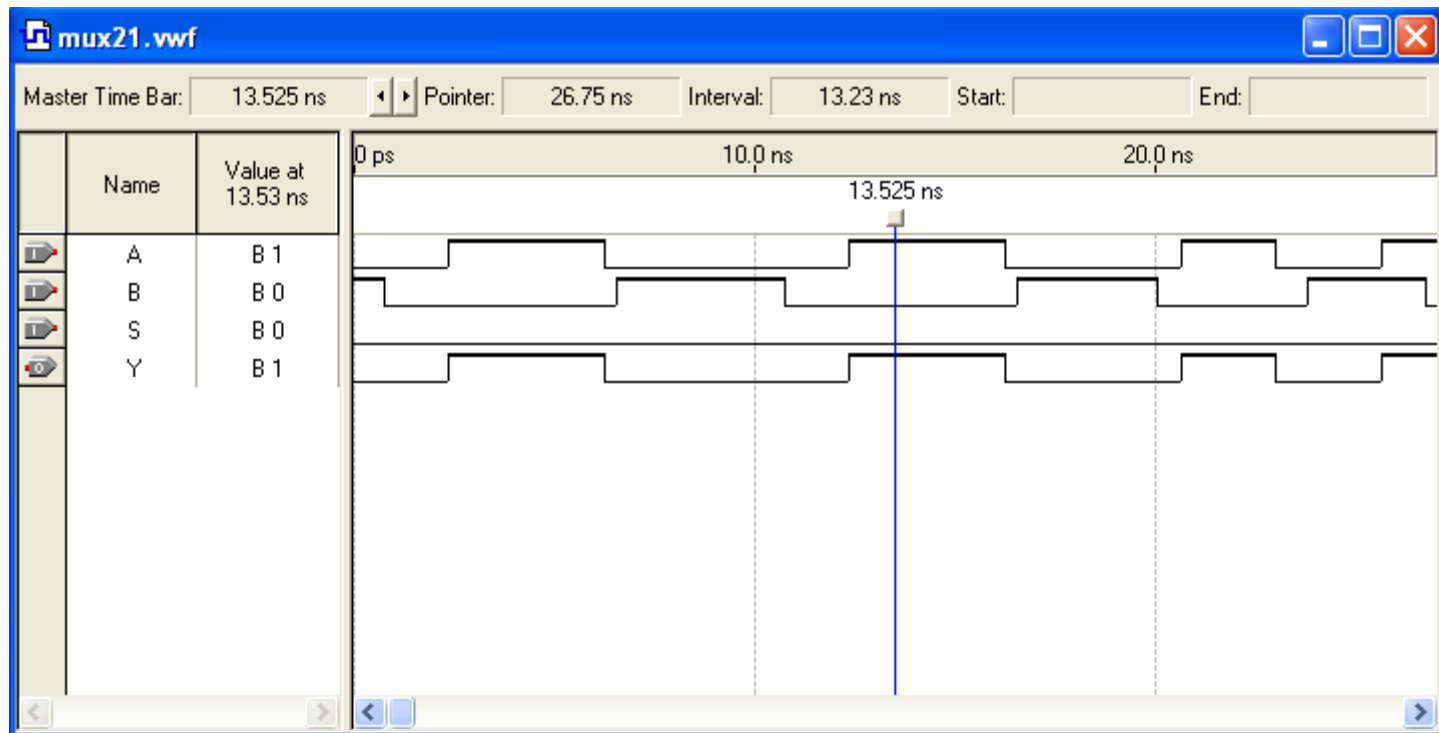 mux21.vwf
Master Time Bar: 13.525 ns Pointer: 26.75 ns Interval: 13.23 ns Start: End:
Name Value at 13.53 ns
0 ps 10.0 ns 20.0 ns
13.525 ns
A B 1
B B 0
S B 0
Y B 1